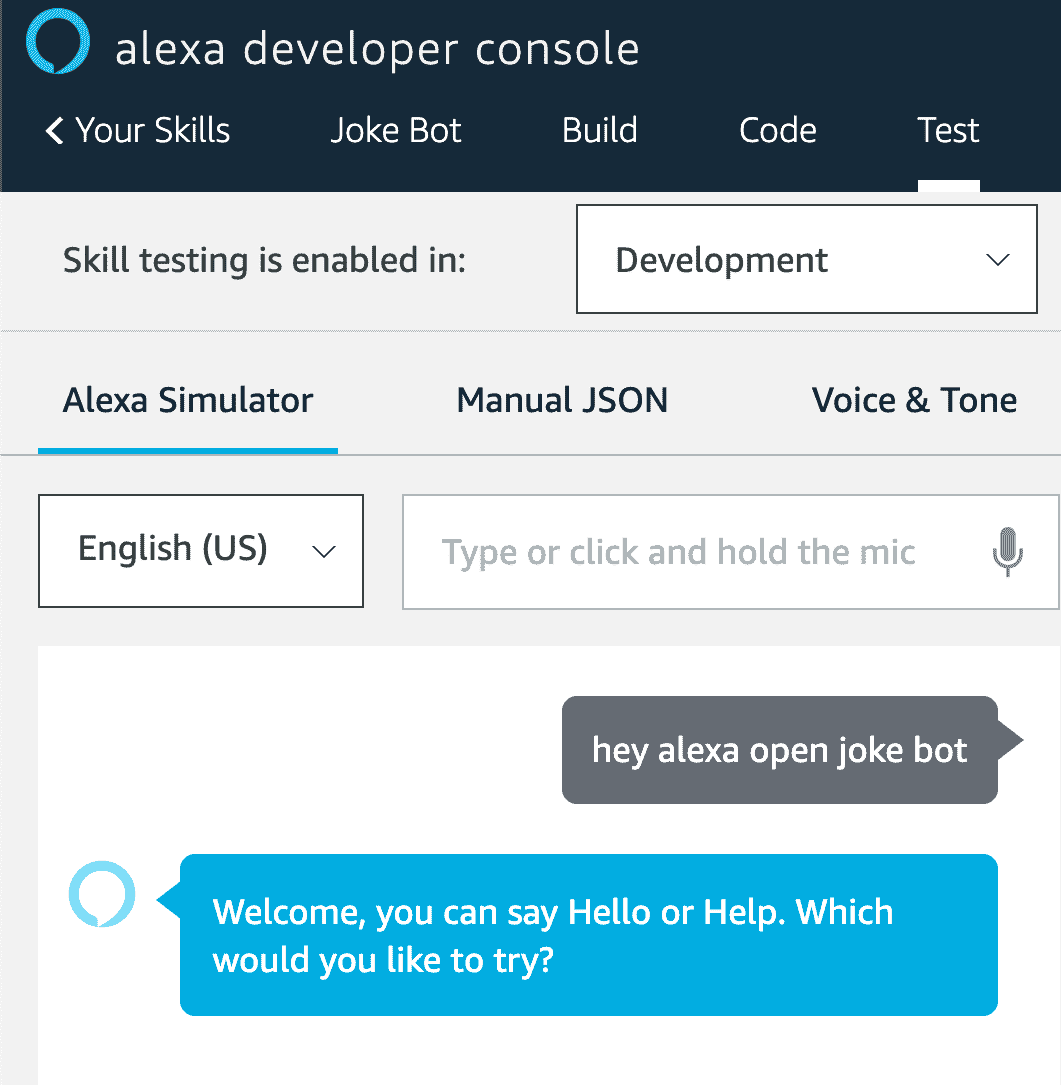 alexa developer console
Your Skills Joke Bot Build Code Test
Skill testing is enabled in: Development
Alexa Simulator Manual JSON Voice & Tone
English (US) Type or click and hold the mic
hey alexa open joke bot
Welcome, you can say Hello or Help. Which
would you like to try?